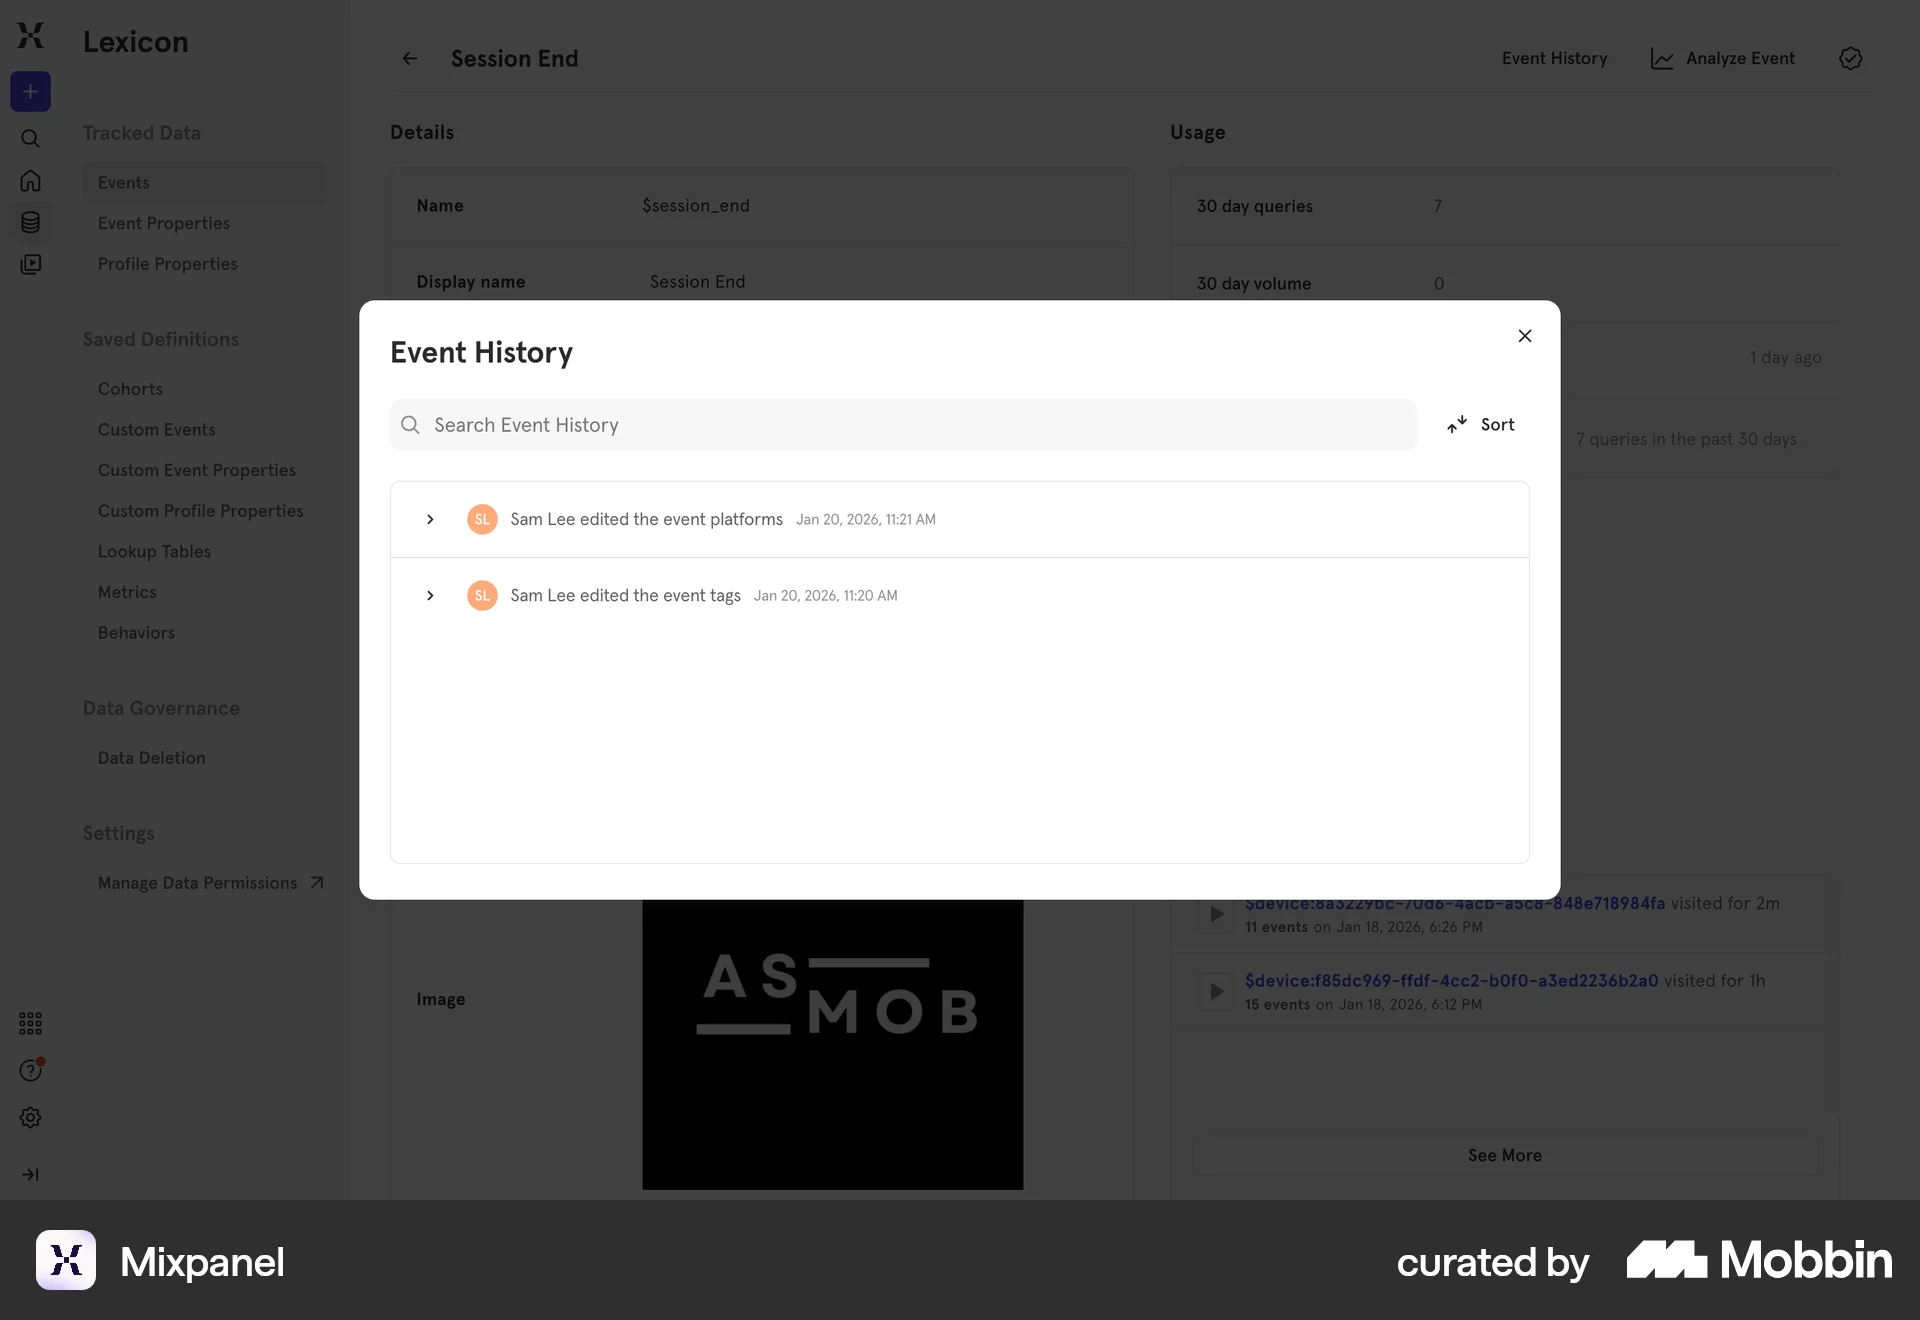 Lexicon
Tracked Data
Events
Event Properties
Profile Properties
Saved Definitions
Cohorts
Custom Events
Custom Event Properties
Custom Profile Properties
Lookup Tables
Metrics
Behaviors
Data Governance
Data Deletion
Settings
Manage Data Permissions
Session End
Event History
Analyze Event
Details
Name
$session_end
Display name
Session End
Usage
30 day queries
7
30 day volume
0
1 day ago
7 queries in the past 30 days
Event History
Search Event History
Sort
SL
Sam Lee edited the event platforms
Jan 20, 2026, 11:21 AM
SL
Sam Lee edited the event tags
Jan 20, 2026, 11:20 AM
Image
AS
MOB
$device:8a3229bc-70d6-4acb-a5c8-848e718984fa visited for 2m
11 events on Jan 18, 2026, 6:26 PM
$device:f85dc969-ffdf-4cc2-b0f0-a3ed2236b2a0 visited for 1h
15 events on Jan 18, 2026, 6:12 PM
See More
Mixpanel
curated by
Mobbin